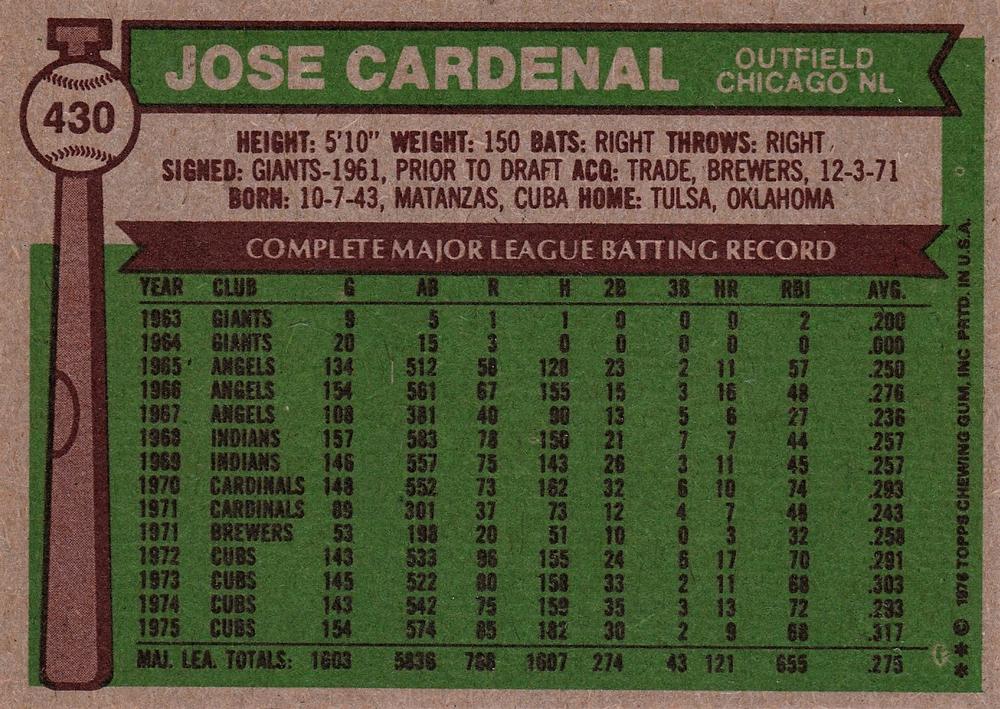 JOSE CARDENAL
OUTFIELD
CHICAGO NL
430
HEIGHT: 5'10" WEIGHT: 150 BATS: RIGHT THROWS: RIGHT
SIGNED: GIANTS-1961, PRIOR TO DRAFT ACQ: TRADE, BREWERS, 12-3-71
BORN: 10-7-43, MATANZAS, CUBA HOME: TULSA, OKLAHOMA
COMPLETE MAJOR LEAGUE BATTING RECORD
YEAR CLUB G AB R H 2B 3B HR RBI AVG.
1963 GIANTS 9 5 1 1 0 0 0 2 .200
1964 GIANTS 20 15 3 0 0 0 0 0 .000
1965 ANGELS 134 512 58 128 23 2 11 57 .250
1966 ANGELS 154 561 67 155 15 3 16 48 .276
1967 ANGELS 108 381 40 90 13 5 6 27 .236
1968 INDIANS 157 583 78 150 21 7 7 44 .257
1969 INDIANS 146 557 75 143 26 3 11 45 .257
1970 CARDINALS 148 552 73 162 32 6 10 74 .293
1971 CARDINALS 89 301 37 73 12 4 7 48 .243
1971 BREWERS 53 198 20 51 10 0 3 32 .258
1972 CUBS 143 533 96 155 24 6 17 70 .291
1973 CUBS 145 522 80 158 33 2 11 68 .303
1974 CUBS 143 542 75 159 35 3 13 72 .293
1975 CUBS 154 574 85 182 30 2 9 68 .317
MAJ. LEA. TOTALS: 1603 5836 788 1607 274 43 121 655 .275
** © 1976 TOPPS CHEWING GUM, INC PRTD. IN U.S.A.